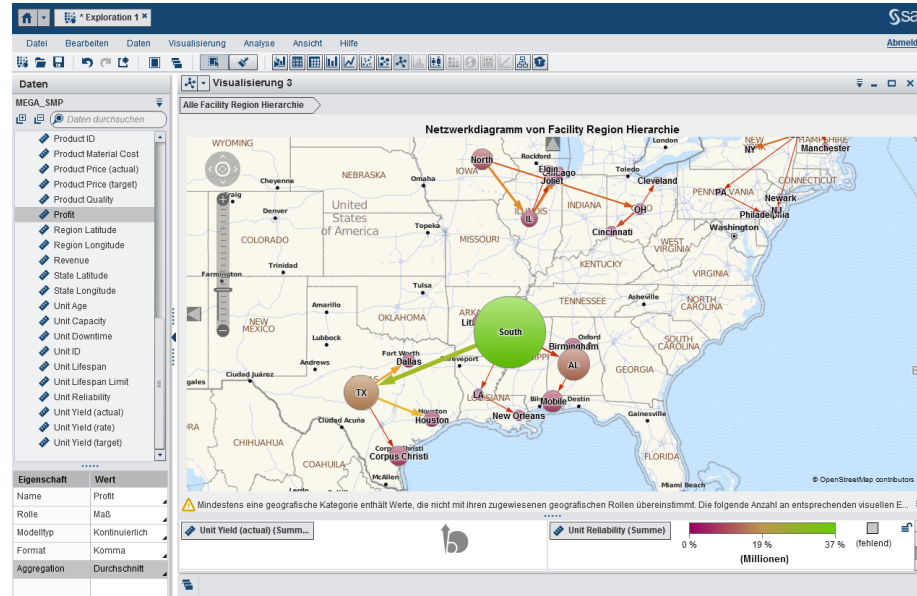 * Exploration 1
Ssa
Datei Bearbeiten Daten Visualisierung Analyse Ansicht Hilfe
Abmeld
Daten
MEGA_SMP
Daten durchsuchen
Product ID
Product Material Cost
Product Price (actual)
Product Price (target)
Product Quality
Profit
Region Latitude
Region Longitude
Revenue
State Latitude
State Longitude
Unit Age
Unit Capacity
Unit Downtime
Unit ID
Unit Lifespan
Unit Lifespan Limit
Unit Reliability
Unit Yield (actual)
Unit Yield (rate)
Unit Yield (target)
Eigenschaft Wert
Name Profit
Rolle Maß
Modelltyp Kontinuierlich
Format Komma
Aggregation Durchschnitt
Visualisierung 3
Alle Facility Region Hierarchie
Netzwerkdiagramm von Facility Region Hierarchie
WYOMING
London
NEW
NY
HAMPSHIRE
Manchester
North
Rockford
IOWA
Elgin
Chicago
Joliet
Toledo
Cleveland
CONNECTICUT
Omaha
NEBRASKA
Cheyenne
Craig
PENNSYLVANIA
PA
Newark
NJ
Philadelphia
United
States
of America
Denver
Topeka
ILLINOIS
IL
INDIANA
OH
Cincinnati
Washington
COLORADO
MISSOURI
WEST
VIRGINIA
KENTUCKY
VIRGINIA
Trinidad
Farmington
Tulsa
TENNESSEE
Asheville
NORTH
CAROLINA
Amarillo
OKLAHOMA
NEW
MEXICO
South
Lubbock
Oxford
Birmingham
SOUTH
CAROLINA
Fort Worth
Dallas
Shreveport
AL
GEORGIA
Andrews
Ciudad Juárez
TX
LA
LOUISIANA
Mobile
Destin
New Orleans
Houston
Houston
Gainesville
Ciudad Acuña
CHIHUAHUA
Corpus Christi
Corpus Christi
FLORIDA
COAHUILA
McAllen
Miami Beach
© OpenStreetMap contributors
Mindestens eine geografische Kategorie enthält Werte, die nicht mit ihren zugewiesenen geografischen Rollen übereinstimmt. Die folgende Anzahl an entsprechenden visuellen E...
Unit Yield (actual) (Summ...
Unit Reliability (Summe)
0 % 19 % 37 % (fehlend)
(Millionen)